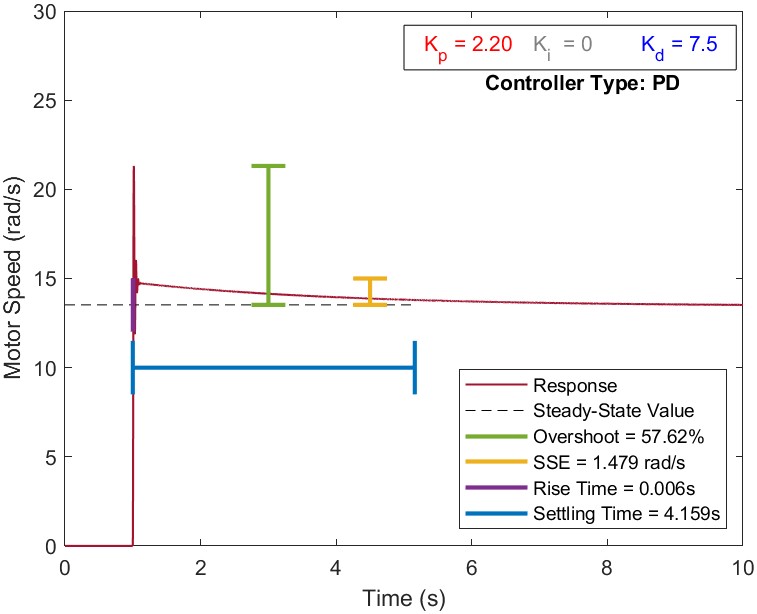 Kp = 2.20 Ki = 0 Kd = 7.5
Controller Type: PD
30
25
20
15
10
5
0
Motor Speed (rad/s)
Response
Steady-State Value
Overshoot = 57.62%
SSE = 1.479 rad/s
Rise Time = 0.006s
Settling Time = 4.159s
0 2 4 6 8 10
Time (s)